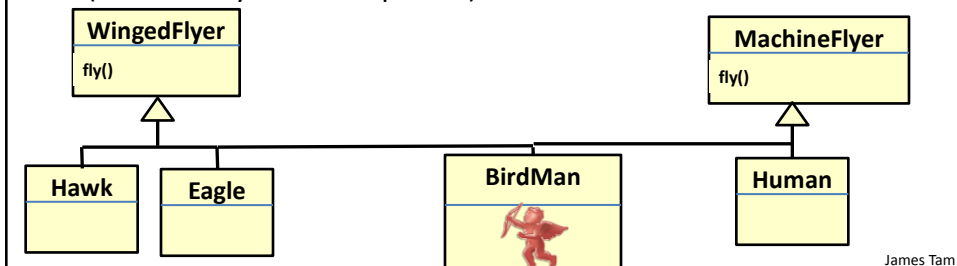 WingedFlyer
fly()
MachineFlyer
fly()
Hawk
Eagle
BirdMan
Human
James Tam